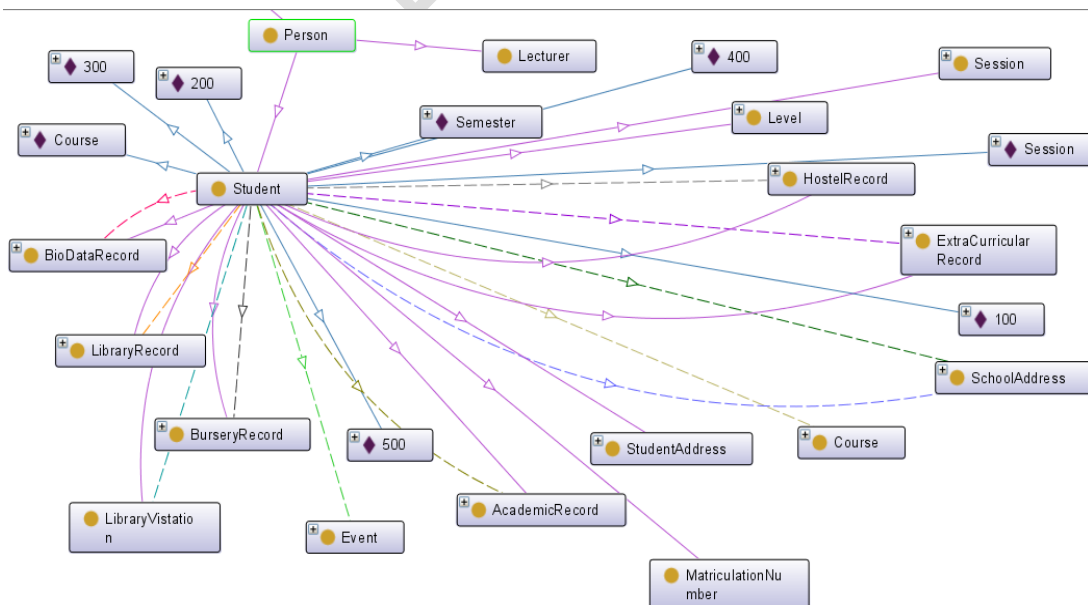 Person
Lecturer
300
200
400
Session
Course
Semester
Level
Session
Student
HostelRecord
BioDataRecord
ExtraCurricular
Record
100
LibraryRecord
SchoolAddress
BurseryRecord
500
StudentAddress
Course
LibraryVistatio
n
Event
AcademicRecord
MatriculationNu
mber